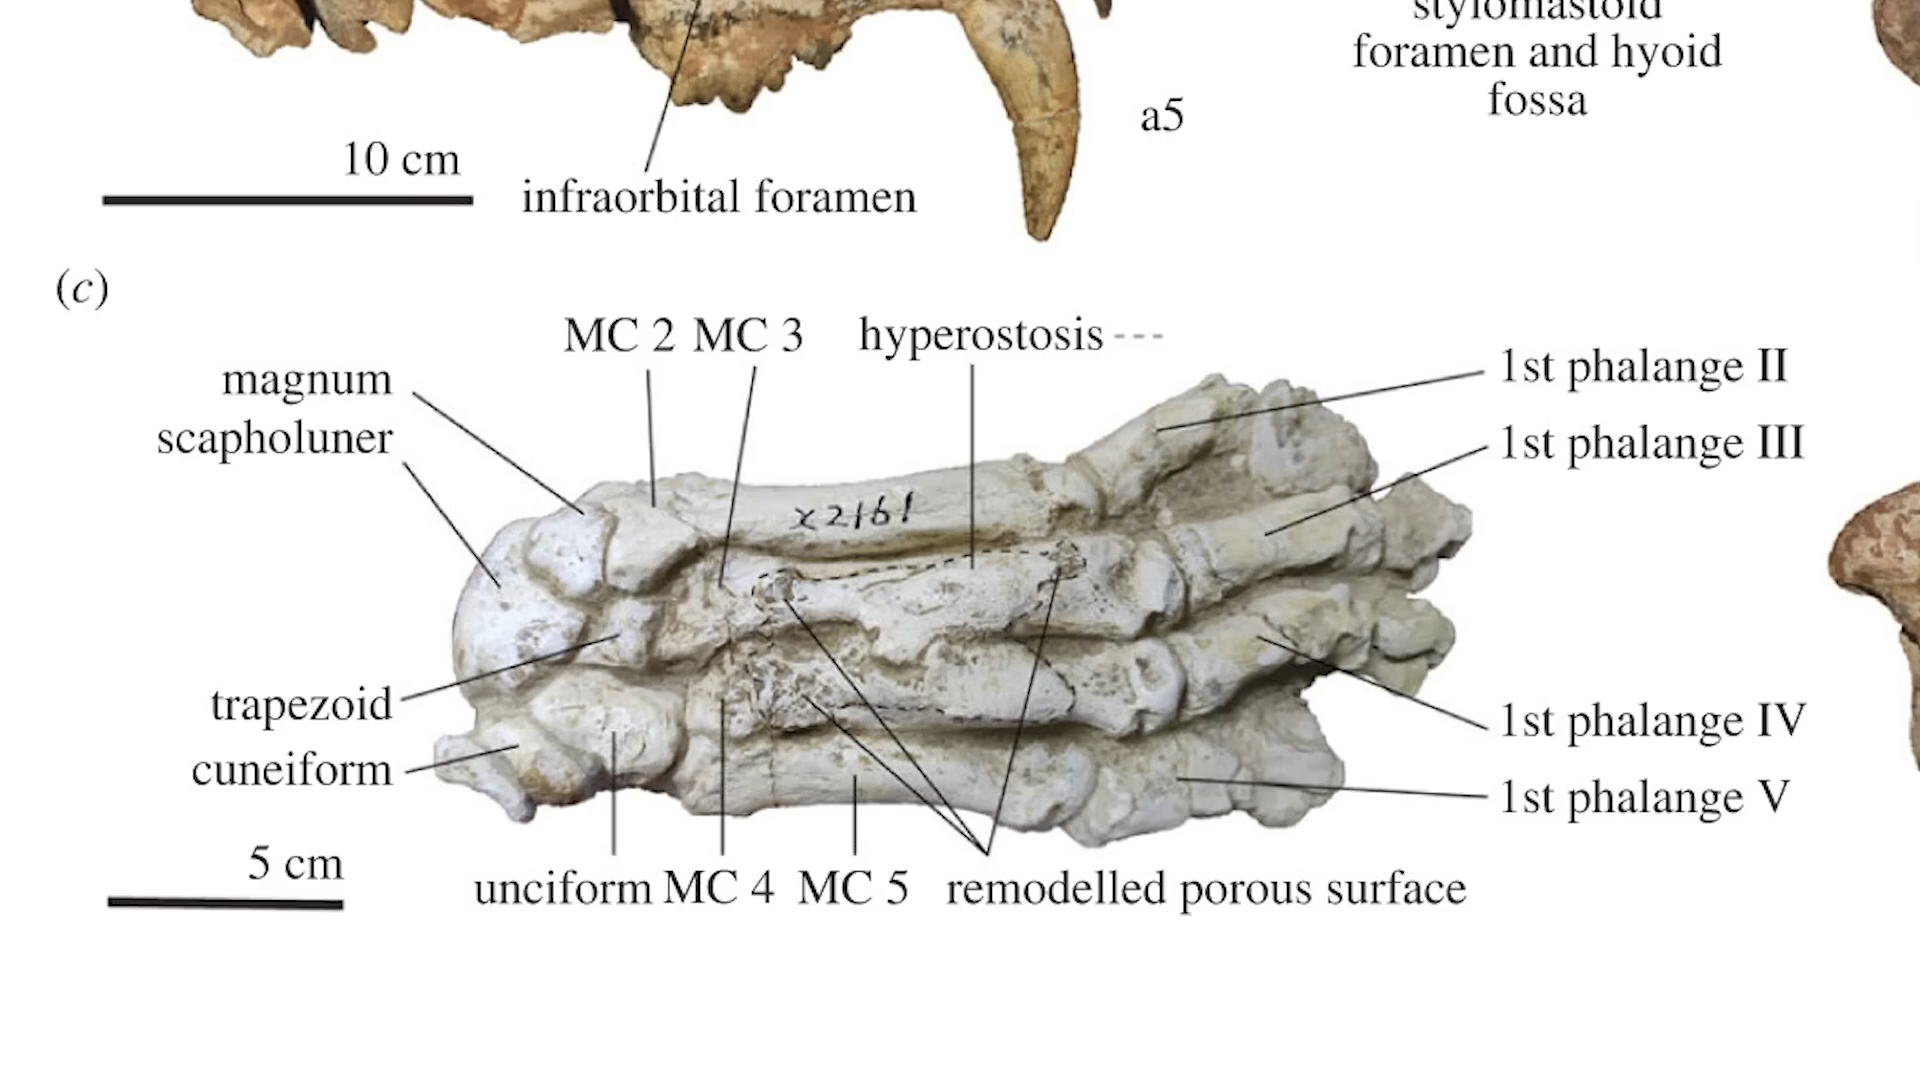 stylomastoid
foramen and hyoid
fossa
a5
10 cm
infraorbital foramen
(c)
MC 2 MC 3 hyperostosis ---
magnum
scapholuner
1st phalange II
1st phalange III
x2161
trapezoid
cuneiform
1st phalange IV
1st phalange V
5 cm
unciform MC 4 MC 5 remodelled porous surface